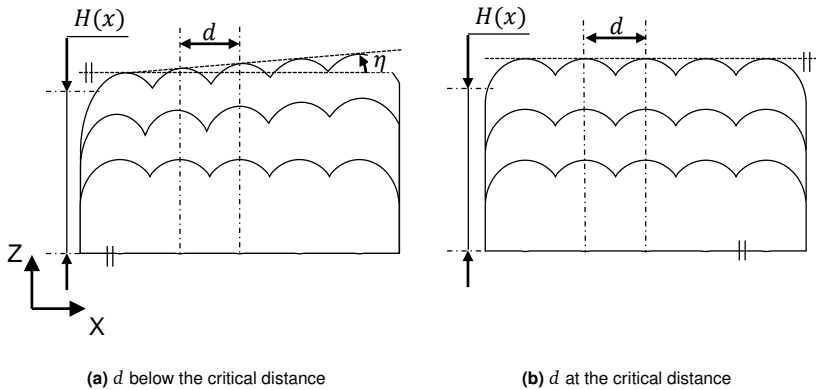 H(x)
d
η
Z
X
(a) d below the critical distance
H(x)
d
(b) d at the critical distance